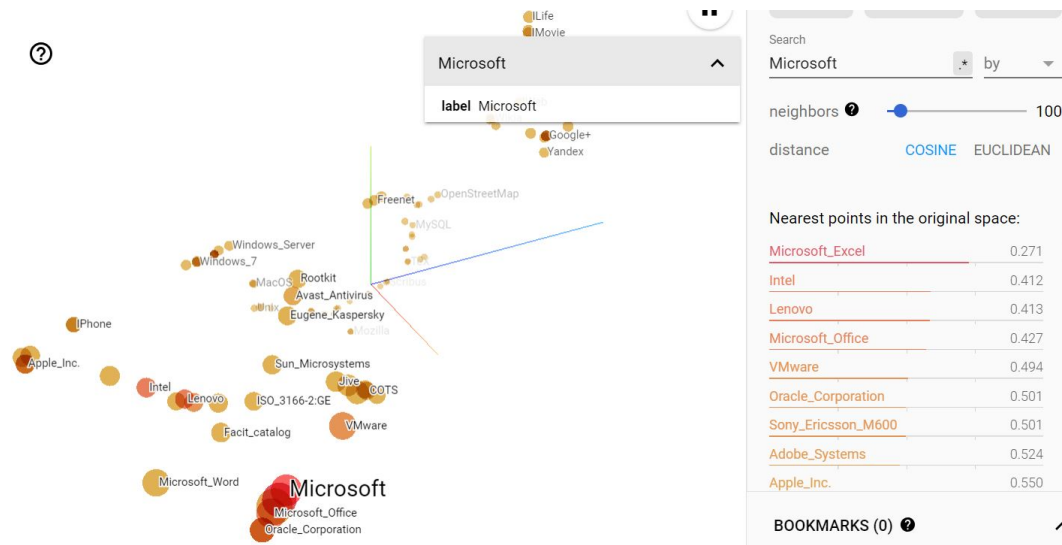 ILife
IMovie
Microsoft
label Microsoft
Google+
Yandex
Freenet
OpenStreetMap
MySQL
Windows_Server
Windows_7
MacOS
Rootkit
Avast_Antivirus
Unix
Eugene_Kaspersky
Mozilla
IPhone
Apple_Inc.
Sun_Microsystems
Intel
Jive
COTS
Lenovo
ISO_3166-2:GE
Facit_catalog
VMware
Microsoft_Word
Microsoft
Microsoft_Office
Oracle_Corporation
Search
Microsoft .* by
neighbors ? 100
distance COSINE EUCLIDEAN
Nearest points in the original space:
Microsoft_Excel 0.271
Intel 0.412
Lenovo 0.413
Microsoft_Office 0.427
VMware 0.494
Oracle_Corporation 0.501
Sony_Ericsson_M600 0.501
Adobe_Systems 0.524
Apple_Inc. 0.550
BOOKMARKS (0) ?